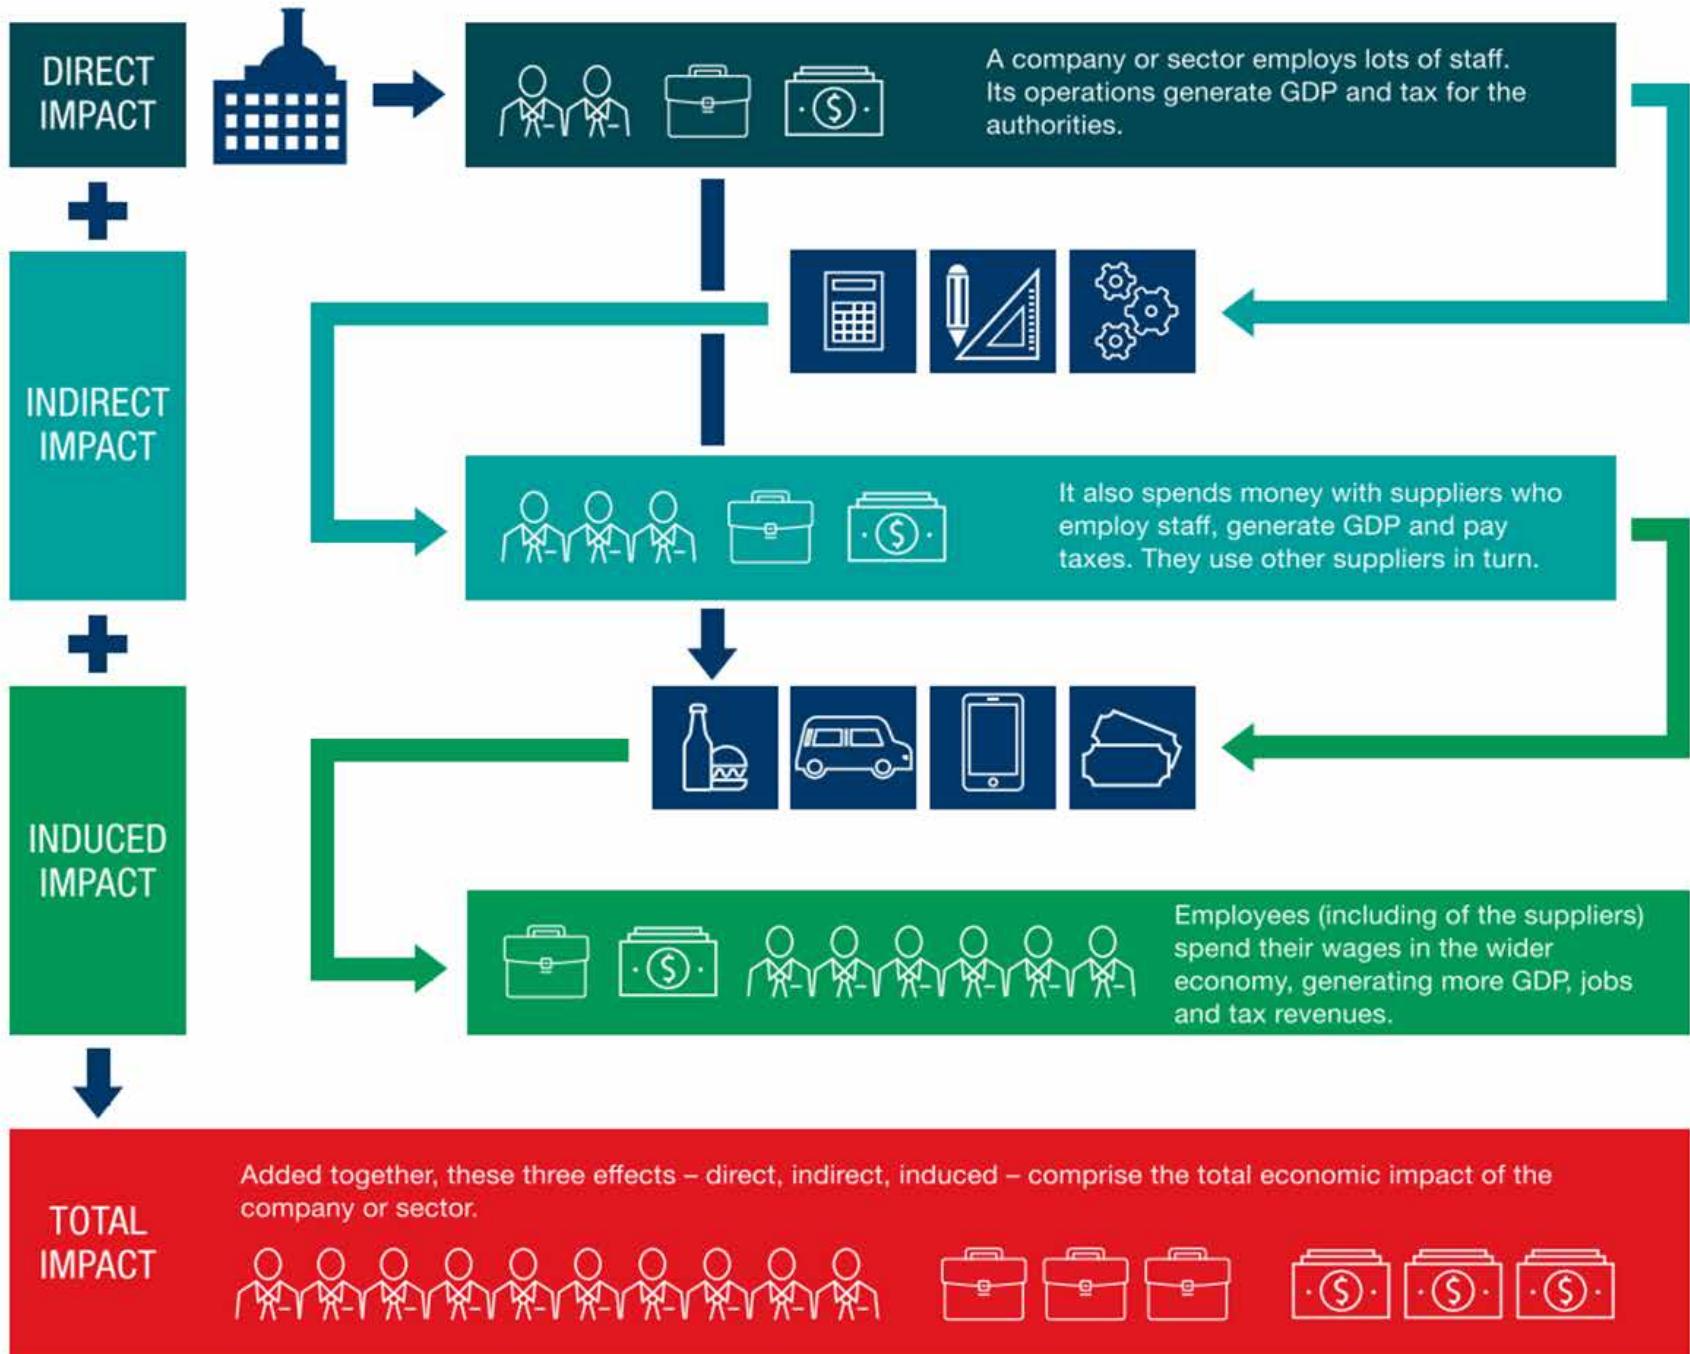 DIRECT
IMPACT
A company or sector employs lots of staff.
Its operations generate GDP and tax for the
authorities.
INDIRECT
IMPACT
It also spends money with suppliers who
employ staff, generate GDP and pay
taxes. They use other suppliers in turn.
INDUCED
IMPACT
Employees (including of the suppliers)
spend their wages in the wider
economy, generating more GDP, jobs
and tax revenues.
TOTAL
IMPACT
Added together, these three effects – direct, indirect, induced – comprise the total economic impact of the
company or sector.